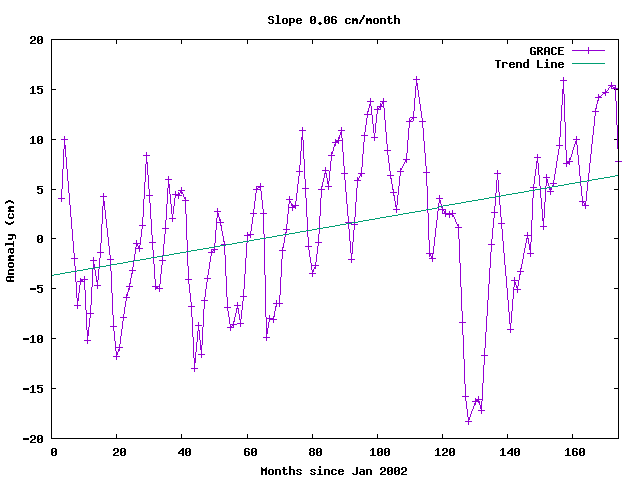 Slope 0.06 cm/month
GRACE
Trend Line
20
15
10
5
0
-5
-10
-15
-20
Anomaly (cm)
0 20 40 60 80 100 120 140 160
Months since Jan 2002